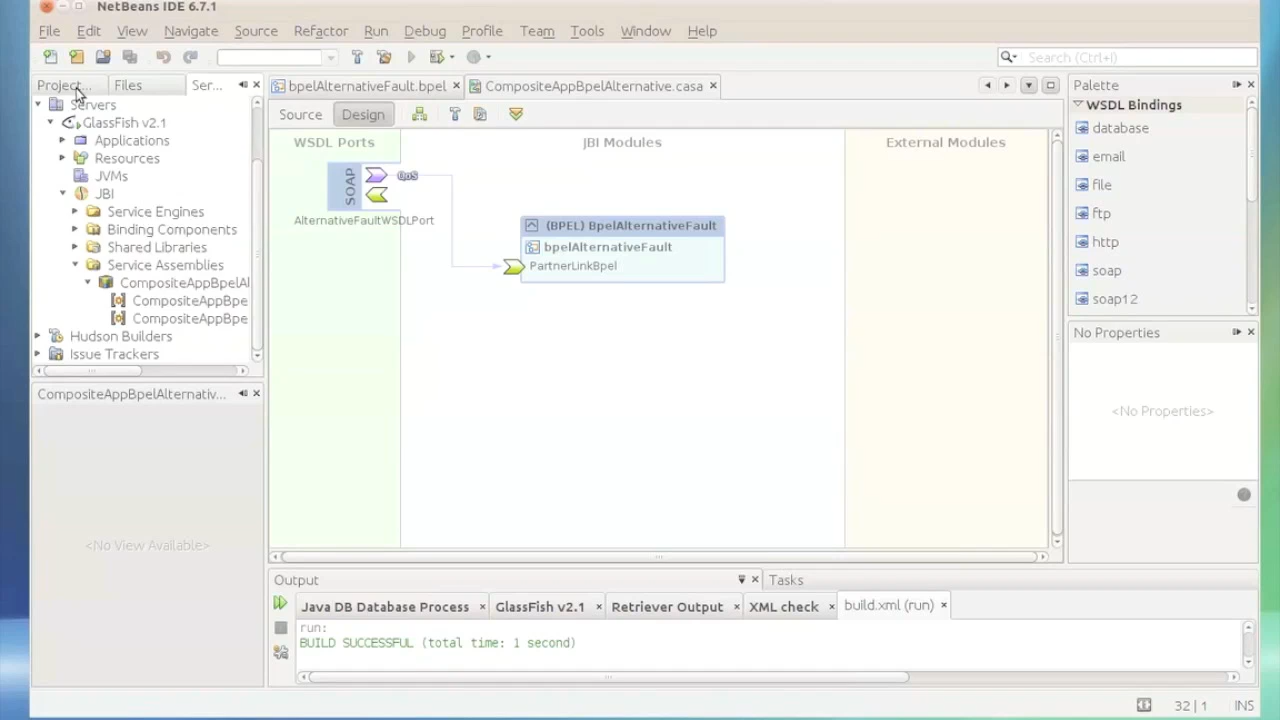 NetBeans IDE 6.7.1
File Edit View Navigate Source Refactor Run Debug Profile Team Tools Window Help
Search (Ctrl+I)
Project... Files Ser...
bpelAlternativeFault.bpel CompositeAppBpelAlternative.casa
Palette
Servers
GlassFish v2.1
Applications
Resources
JVMs
JBI
Service Engines
Binding Components
Shared Libraries
Service Assemblies
CompositeAppBpelAl
CompositeAppBpe
CompositeAppBpe
Hudson Builders
Issue Trackers
CompositeAppBpelAlternativ...
<No View Available>
Source Design
WSDL Ports JBI Modules External Modules
SOAP
QoS
AlternativeFaultWSDLPort
(BPEL) BpelAlternativeFault
bpelAlternativeFault
PartnerLinkBpel
WSDL Bindings
database
email
file
ftp
http
soap
soap12
No Properties
<No Properties>
Output Tasks
Java DB Database Process GlassFish v2.1 Retriever Output XML check build.xml (run)
run:
BUILD SUCCESSFUL (total time: 1 second)
32 | 1 INS